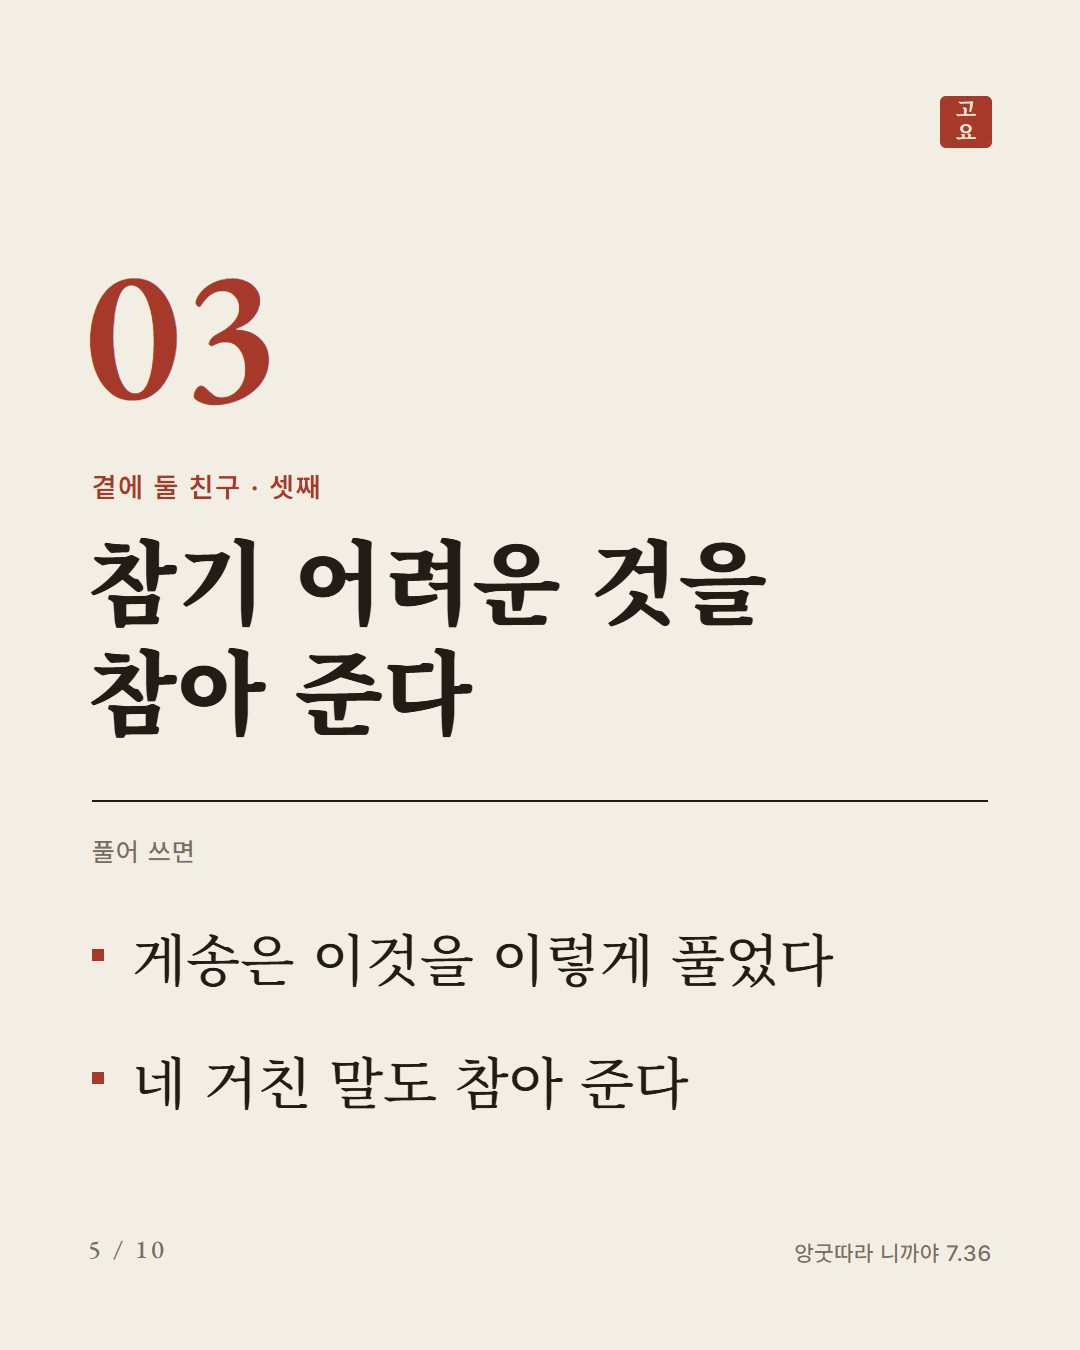 고
요
03
곁에 둘 친구 · 셋째
참기 어려운 것을
참아 준다
풀어 쓰면
게송은 이것을 이렇게 풀었다
네 거친 말도 참아 준다
5 / 10
앙굿따라 니까야 7.36